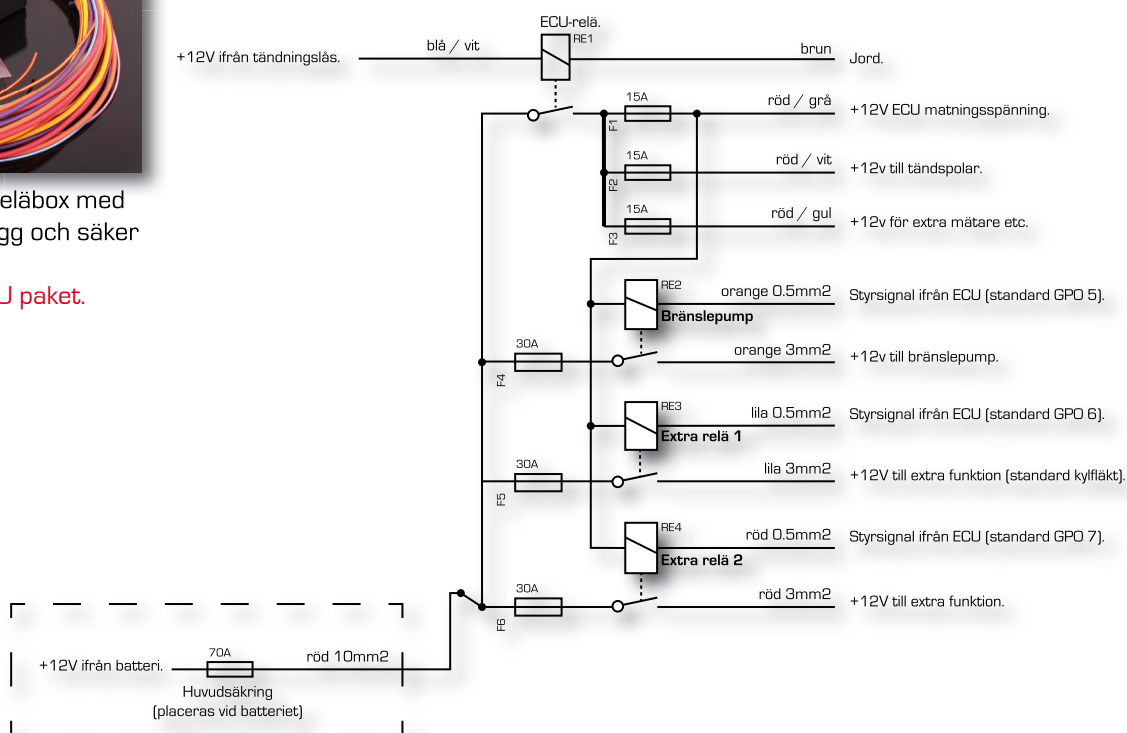 ECU-relä.
RE1
+12V ifrån tändningslås.
blå / vit
brun
Jord.
15A
F1
röd / grå
+12V ECU matningsspänning.
15A
F2
röd / vit
+12v till tändspolar.
15A
F3
röd / gul
+12v för extra mätare etc.
eläbox med
gg och säker
U paket.
RE2
Bränslepump
orange 0.5mm2
Styrsignal ifrån ECU (standard GPO 5).
30A
F4
orange 3mm2
+12v till bränslepump.
RE3
Extra relä 1
lila 0.5mm2
Styrsignal ifrån ECU (standard GPO 6).
30A
F5
lila 3mm2
+12V till extra funktion (standard kylfläkt).
RE4
Extra relä 2
röd 0.5mm2
Styrsignal ifrån ECU (standard GPO 7).
30A
F6
röd 3mm2
+12V till extra funktion.
+12V ifrån batteri.
70A
röd 10mm2
Huvudsäkring
(placeras vid batteriet)